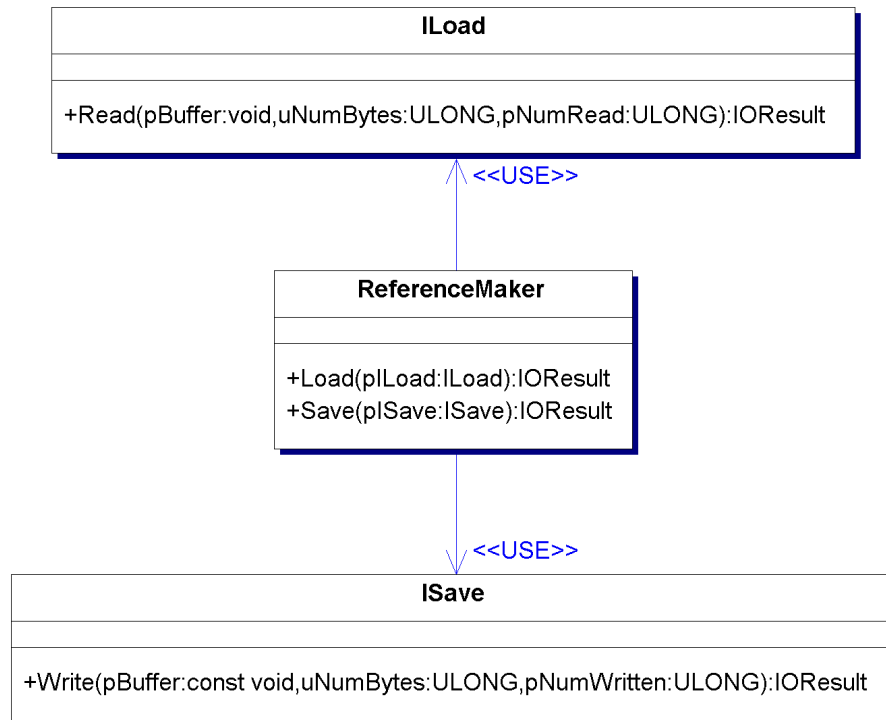 ILoad
+Read(pBuffer:void,uNumBytes:ULONG,pNumRead:ULONG):IOResult
<<USE>>
ReferenceMaker
+Load(pILoad:ILoad):IOResult
+Save(pISave:ISave):IOResult
<<USE>>
ISave
+Write(pBuffer:const void,uNumBytes:ULONG,pNumWritten:ULONG):IOResult